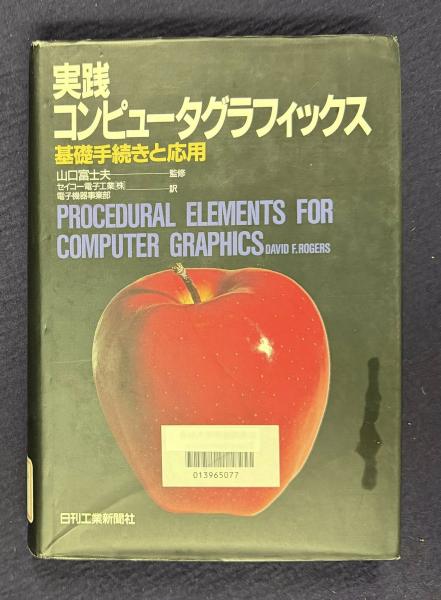 実践
コンピュータグラフィックス
基礎手続きと応用
山口富士夫 監修
セイコー電子工業(株)
電子機器事業部 訳
PROCEDURAL ELEMENTS FOR
COMPUTER GRAPHICS DAVID F. ROGERS
013965077
日刊工業新聞社